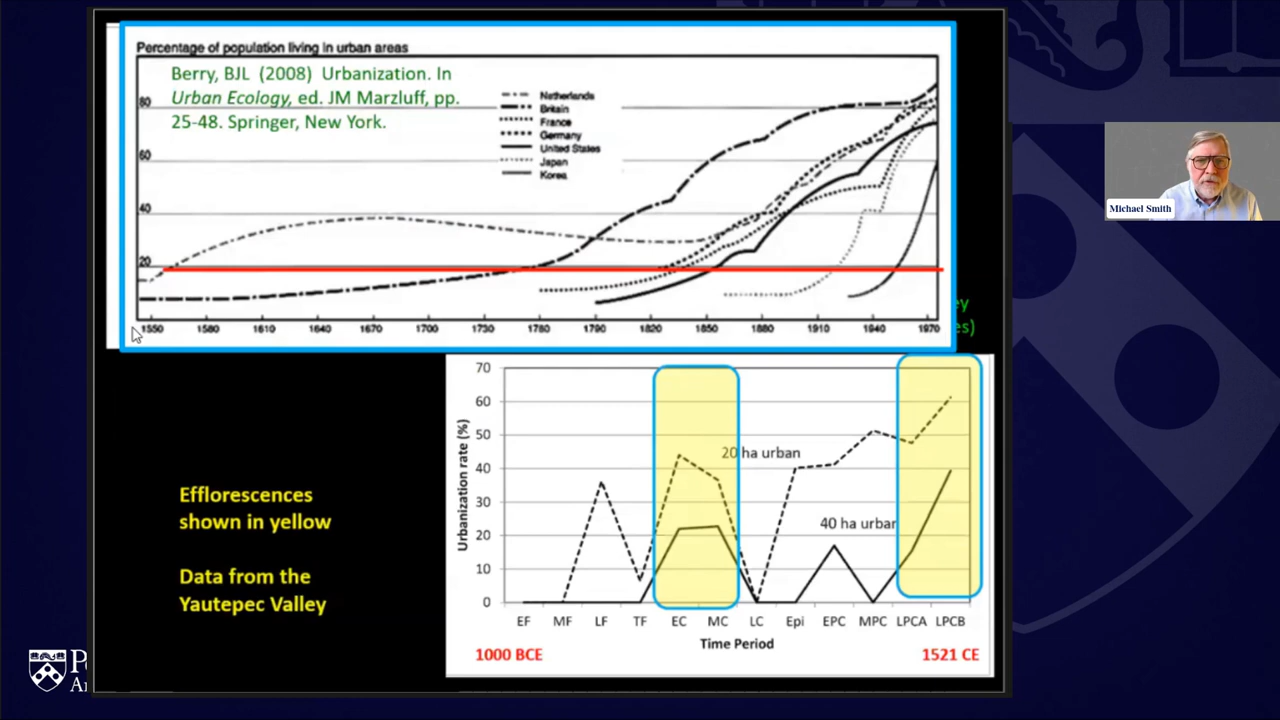 Percentage of population living in urban areas
Berry, BJL (2008) Urbanization. In
Urban Ecology, ed. JM Marzluff, pp.
25-48. Springer, New York.
Netherlands
Britain
France
Germany
United States
Japan
Korea
80
60
40
20
1550 1580 1610 1640 1670 1700 1730 1760 1790 1820 1850 1880 1910 1940 1970
Michael Smith
ey
es)
Efflorescences
shown in yellow
Data from the
Yautepec Valley
Urbanization rate (%)
70
60
50
40
30
20
10
0
20 ha urban
40 ha urban
EF MF LF TF EC MC LC Epi EPC MPC LPCA LPCB
Time Period
1000 BCE
1521 CE